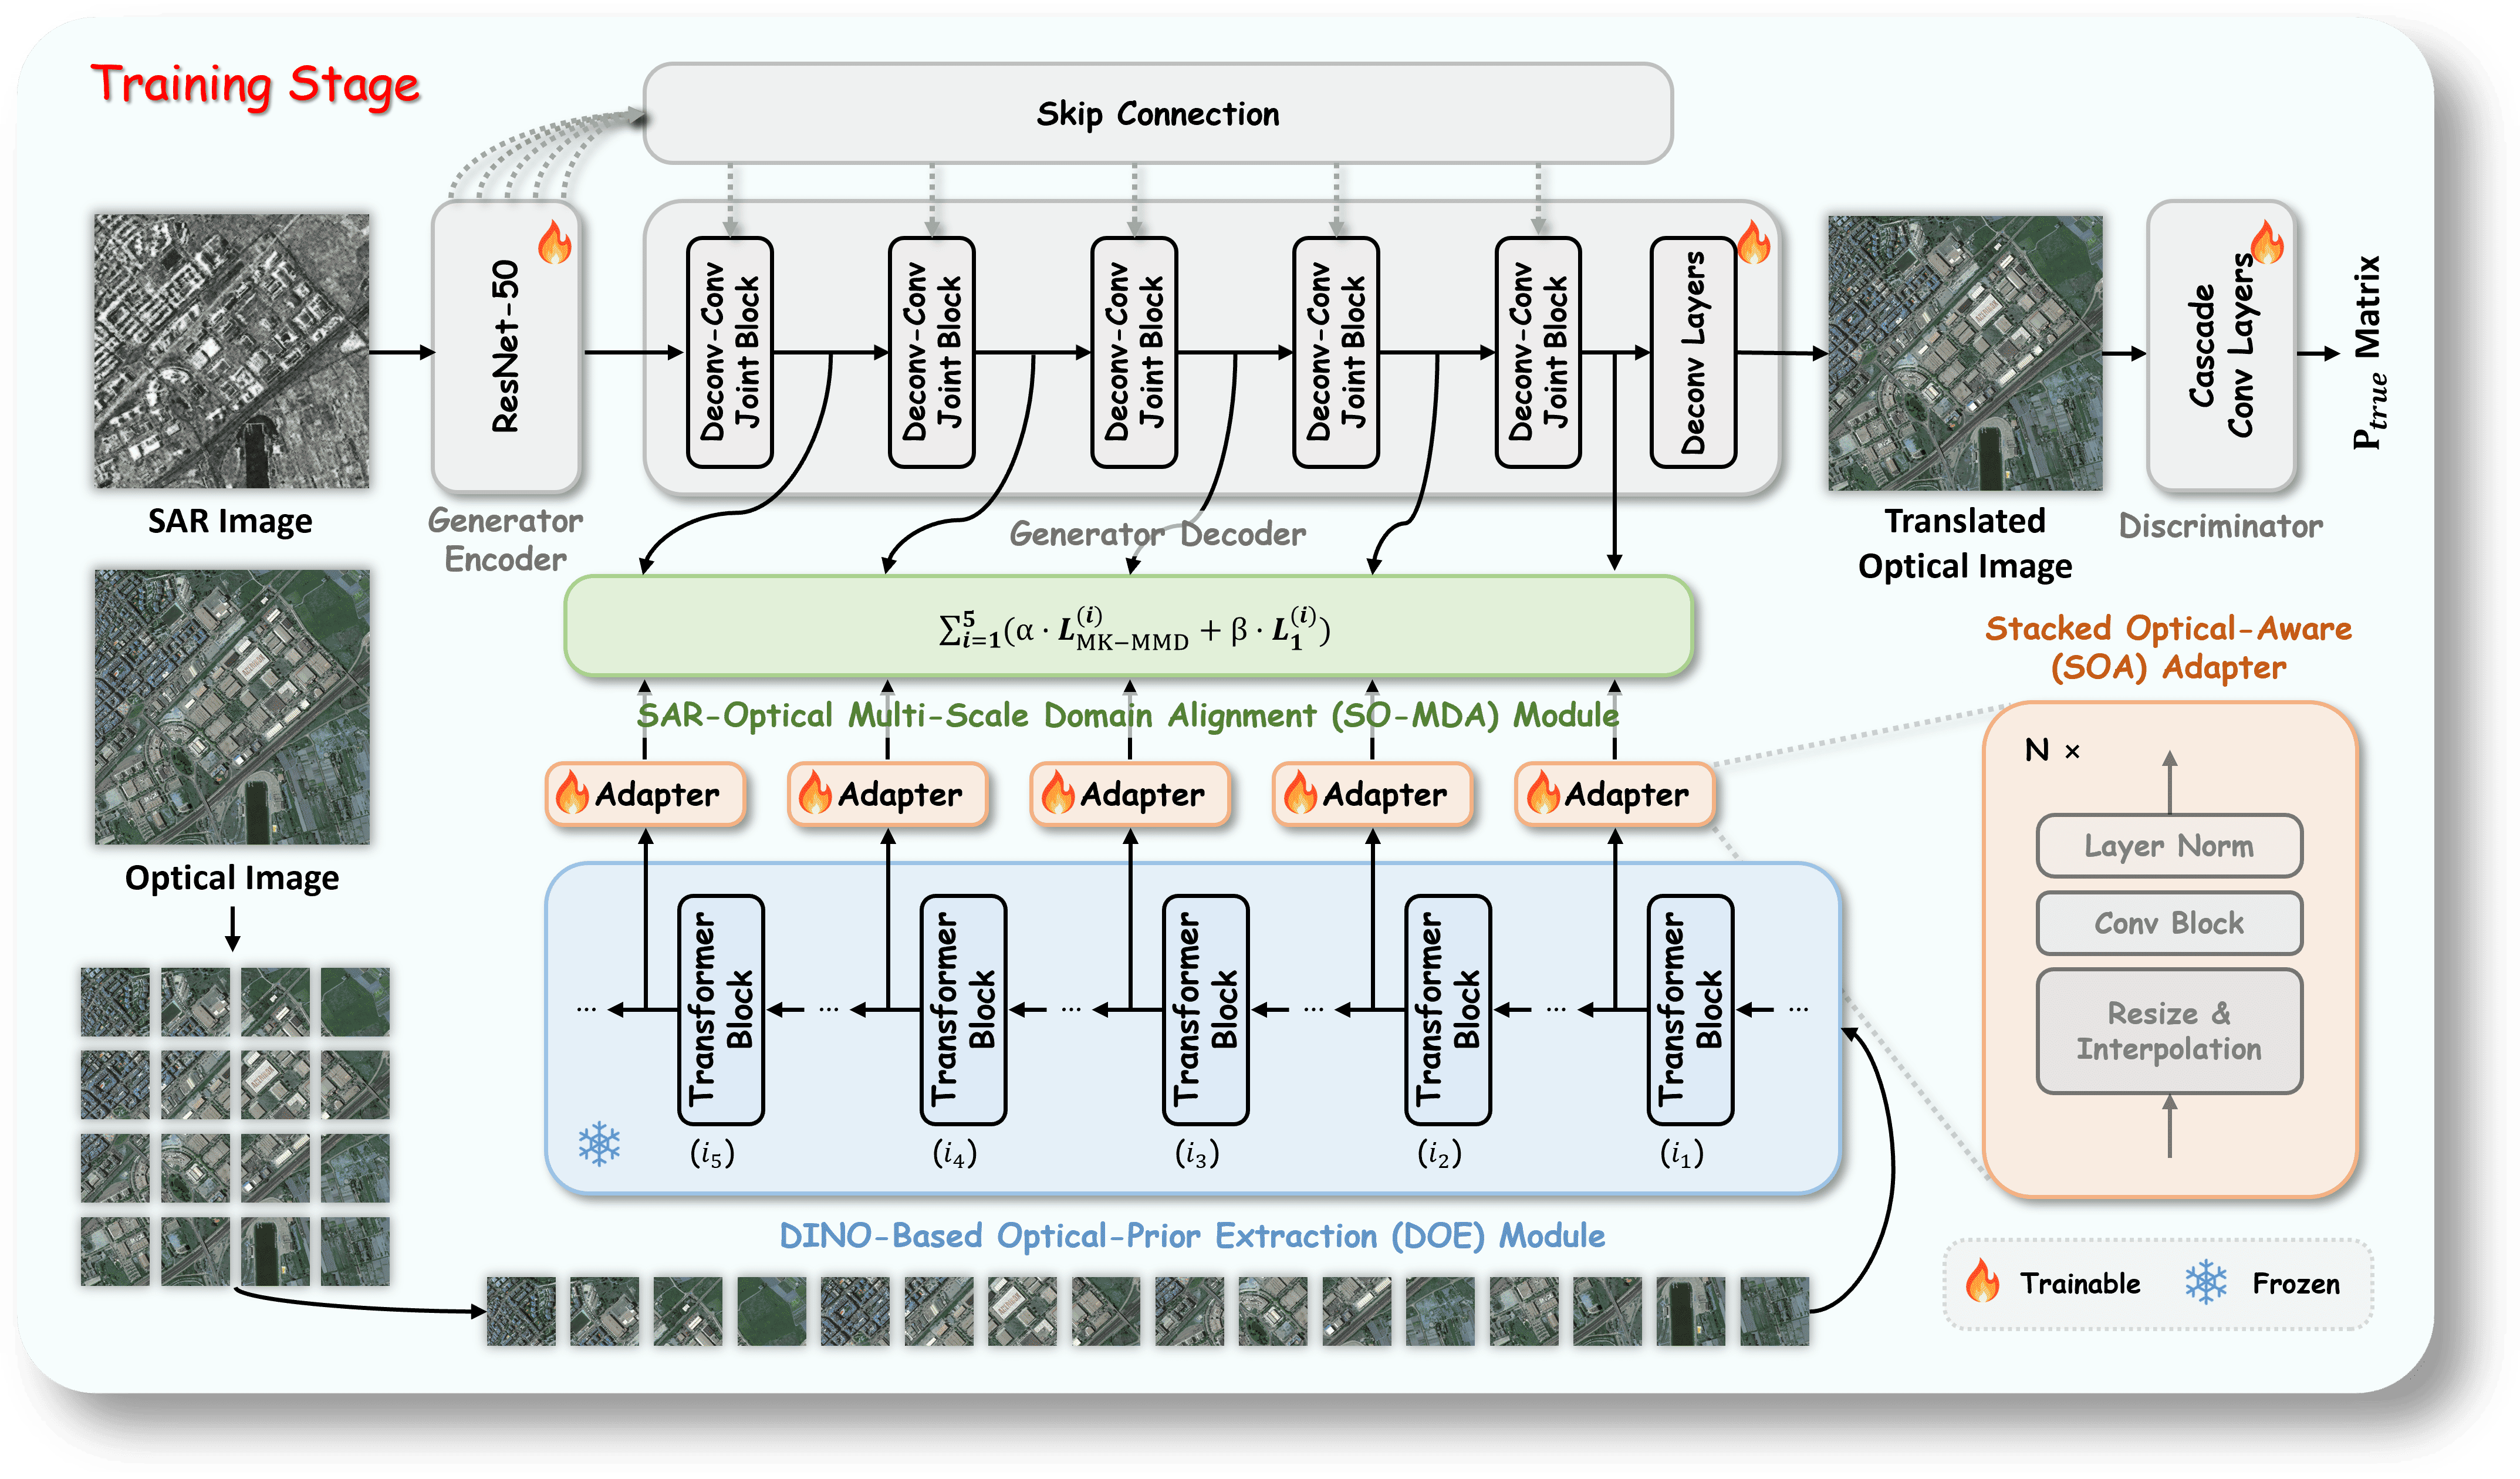 Training Stage
Skip Connection
ResNet-50
Deconv-Conv
Joint Block
Deconv-Conv
Joint Block
Deconv-Conv
Joint Block
Deconv-Conv
Joint Block
Deconv-Conv
Joint Block
Deconv Layers
Cascade
Conv Layers
P_true Matrix
SAR Image
Generator
Encoder
Generator Decoder
Translated
Optical Image
Discriminator
∑_{i=1}^{5}(α · L_{MK−MMD}^{(i)} + β · L_1^{(i)})
SAR-Optical Multi-Scale Domain Alignment (SO-MDA) Module
Stacked Optical-Aware
(SOA) Adapter
Adapter
Adapter
Adapter
Adapter
Adapter
N ×
Layer Norm
Conv Block
Resize &
Interpolation
Optical Image
... Transformer
Block
... Transformer
Block
... Transformer
Block
... Transformer
Block
... Transformer
Block ...
(i₅)
(i₄)
(i₃)
(i₂)
(i₁)
DINO-Based Optical-Prior Extraction (DOE) Module
Trainable
Frozen